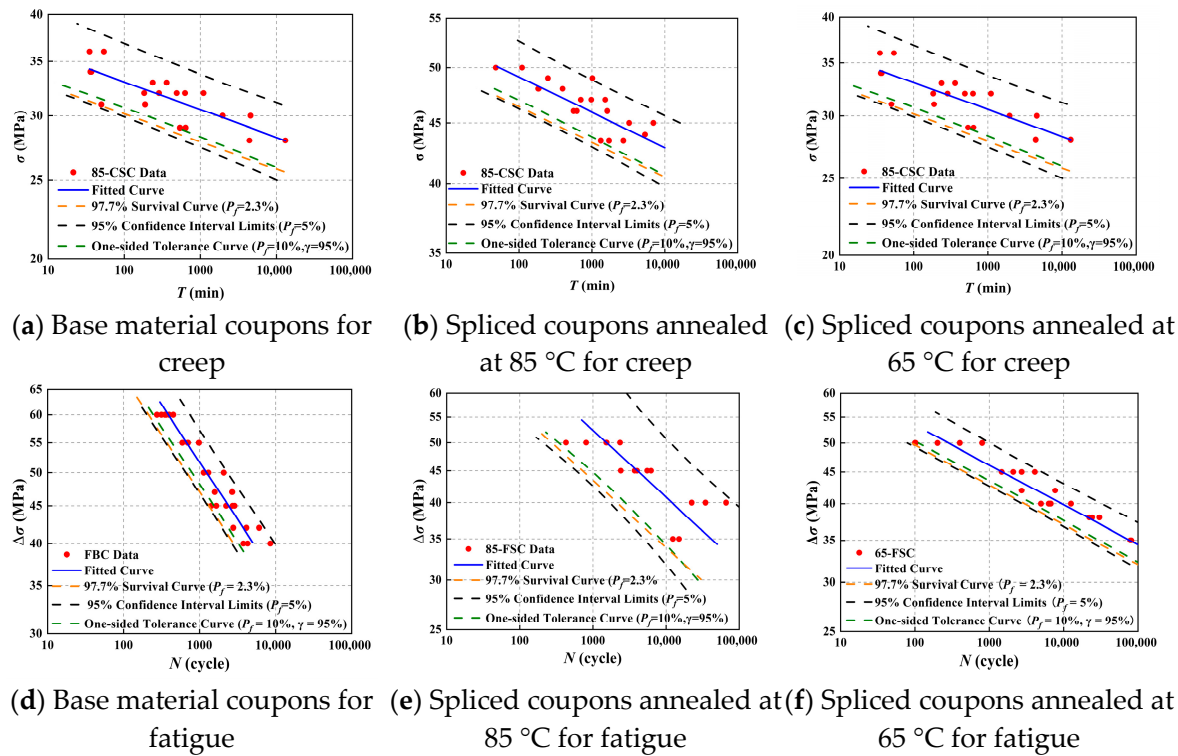 40
35
30
25
20
σ (MPa)
85-CSC Data
Fitted Curve
97.7% Survival Curve (Pf=2.3%)
95% Confidence Interval Limits (Pf=5%)
One-sided Tolerance Curve (Pf=10%,γ=95%)
10 100 1000 10,000 100,000
T (min)
(a) Base material coupons for
creep
55
50
45
40
35
σ (MPa)
85-CSC Data
Fitted Curve
97.7% Survival Curve (Pf=2.3%)
95% Confidence Interval Limits (Pf=5%)
One-sided Tolerance Curve (Pf=10%,γ=95%)
10 100 1000 10,000 100,000
T (min)
(b) Spliced coupons annealed
at 85 °C for creep
40
35
30
25
20
σ (MPa)
85-CSC Data
Fitted Curve
97.7% Survival Curve (Pf=2.3%)
95% Confidence Interval Limits (Pf=5%)
One-sided Tolerance Curve (Pf=10%,γ=95%)
10 100 1000 10,000 100,000
T (min)
(c) Spliced coupons annealed at
65 °C for creep
65
60
55
50
45
40
35
30
Δσ (MPa)
FBC Data
Fitted Curve
97.7% Survival Curve (Pf = 2.3%)
95% Confidence Interval Limits (Pf=5%)
One-sided Tolerance Curve (Pf = 10%, γ = 95%)
10 100 1000 10,000 100,000
N (cycle)
(d) Base material coupons for
fatigue
60
55
50
45
40
35
30
25
Δσ (MPa)
85-FSC Data
Fitted Curve
97.7% Survival Curve (Pf=2.3%
95% Confidence Interval Limits (Pf=5%)
One-sided Tolerance Curve (Pf=10%,γ=95%)
10 100 1000 10,000 100,000
N (cycle)
(e) Spliced coupons annealed at
85 °C for fatigue
60
55
50
45
40
35
30
25
Δσ (MPa)
65-FSC
Fitted Curve
97.7% Survival Curve (Pf = 2.3%)
95% Confidence Interval Limits (Pf = 5%)
One-sided Tolerance Curve (Pf = 10%, γ = 95%)
10 100 1000 10,000 100,000
N (cycle)
(f) Spliced coupons annealed at
65 °C for fatigue